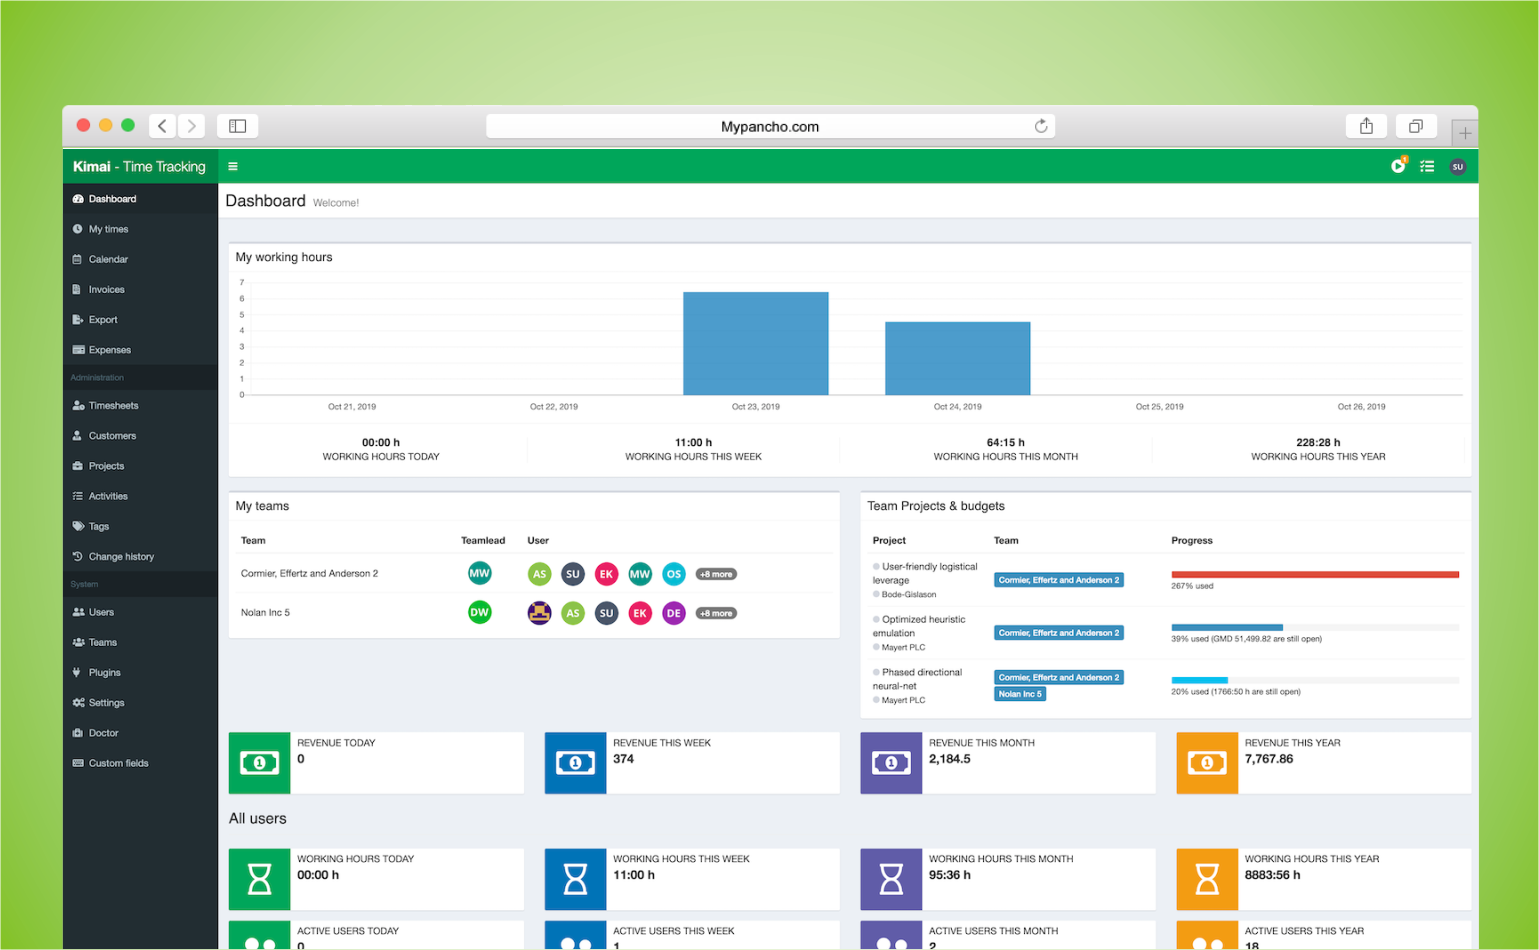 Mypancho.com
Kimai - Time Tracking
1
SU
Dashboard
My times
Calendar
Invoices
Export
Expenses
Administration
Timesheets
Customers
Projects
Activities
Tags
Change history
System
Users
Teams
Plugins
Settings
Doctor
Custom fields
Dashboard Welcome!
My working hours
7
6
5
4
3
2
1
0
Oct 21, 2019 Oct 22, 2019 Oct 23, 2019 Oct 24, 2019 Oct 25, 2019 Oct 26, 2019
00:00 h 11:00 h 64:15 h 228:28 h
WORKING HOURS TODAY WORKING HOURS THIS WEEK WORKING HOURS THIS MONTH WORKING HOURS THIS YEAR
My teams
Team Teamlead User
Cormier, Effertz and Anderson 2 MW AS SU EK MW OS +8 more
Nolan Inc 5 DW AS SU EK DE +8 more
Team Projects & budgets
Project Team Progress
User-friendly logistical
leverage
Bode-Gislason
Cormier, Effertz and Anderson 2
267% used
Optimized heuristic
emulation
Mayert PLC
Cormier, Effertz and Anderson 2
39% used (GMD 51,499.82 are still open)
Phased directional
neural-net
Mayert PLC
Cormier, Effertz and Anderson 2
Nolan Inc 5
20% used (1766:50 h are still open)
1
REVENUE TODAY
0
1
REVENUE THIS WEEK
374
1
REVENUE THIS MONTH
2,184.5
1
REVENUE THIS YEAR
7,767.86
All users
WORKING HOURS TODAY
00:00 h
WORKING HOURS THIS WEEK
11:00 h
WORKING HOURS THIS MONTH
95:36 h
WORKING HOURS THIS YEAR
8883:56 h
ACTIVE USERS TODAY
0
ACTIVE USERS THIS WEEK
1
ACTIVE USERS THIS MONTH
2
ACTIVE USERS THIS YEAR
18